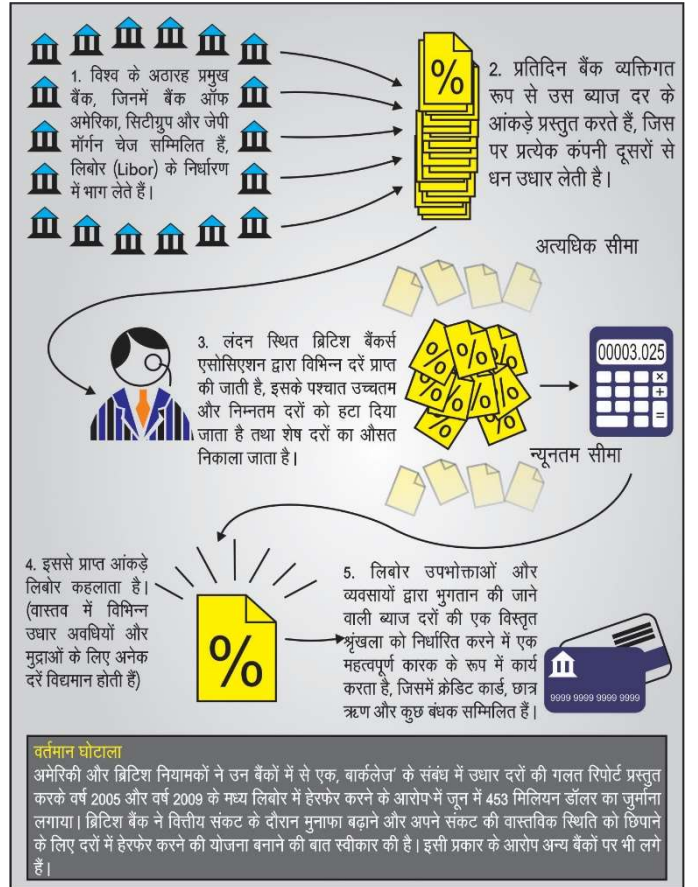 1. विश्व के अठारह प्रमुख
बैंक, जिनमें बैंक ऑफ
अमेरिका, सिटीग्रुप और जेपी
मॉर्गन चेज सम्मिलित हैं,
लिबोर (Libor) के निर्धारण
में भाग लेते हैं।
%
2. प्रतिदिन बैंक व्यक्तिगत
रूप से उस ब्याज दर के
आंकड़े प्रस्तुत करते हैं, जिस
पर प्रत्येक कंपनी दूसरों से
धन उधार लेती है।
अत्यधिक सीमा
3. लंदन स्थित ब्रिटिश बैंकर्स
एसोसिएशन द्वारा विभिन्न दरें प्राप्त
की जाती है, इसके पश्चात उच्चतम
और निम्नतम दरों को हटा दिया
जाता है तथा शेष दरों का औसत
निकाला जाता है।
% % % % % % % %
00003.025
× + =
न्यूनतम सीमा
4. इससे प्राप्त आंकड़े
लिबोर कहलाता है।
(वास्तव में विभिन्न
उधार अवधियों और
मुद्राओं के लिए अनेक
दरें विद्यमान होती हैं)
%
5. लिबोर उपभोक्ताओं और
व्यवसायों द्वारा भुगतान की जाने
वाली ब्याज दरों की एक विस्तृत
श्रृंखला को निर्धारित करने में एक
महत्वपूर्ण कारक के रूप में कार्य
करता है, जिसमें क्रेडिट कार्ड, छात्र
ऋण और कुछ बंधक सम्मिलित हैं।
9999 9999 9999 9999
वर्तमान घोटाला
अमेरिकी और ब्रिटिश नियामकों ने उन बैंकों में से एक, बार्कलेज' के संबंध में उधार दरों की गलत रिपोर्ट प्रस्तुत
करके वर्ष 2005 और वर्ष 2009 के मध्य लिबोर में हेरफेर करने के आरोप में जून में 453 मिलियन डॉलर का जुर्माना
लगाया। ब्रिटिश बैंक ने वित्तीय संकट के दौरान मुनाफा बढ़ाने और अपने संकट की वास्तविक स्थिति को छिपाने
के लिए दरों में हेरफेर करने की योजना बनाने की बात स्वीकार की है। इसी प्रकार के आरोप अन्य बैंकों पर भी लगे
हैं।